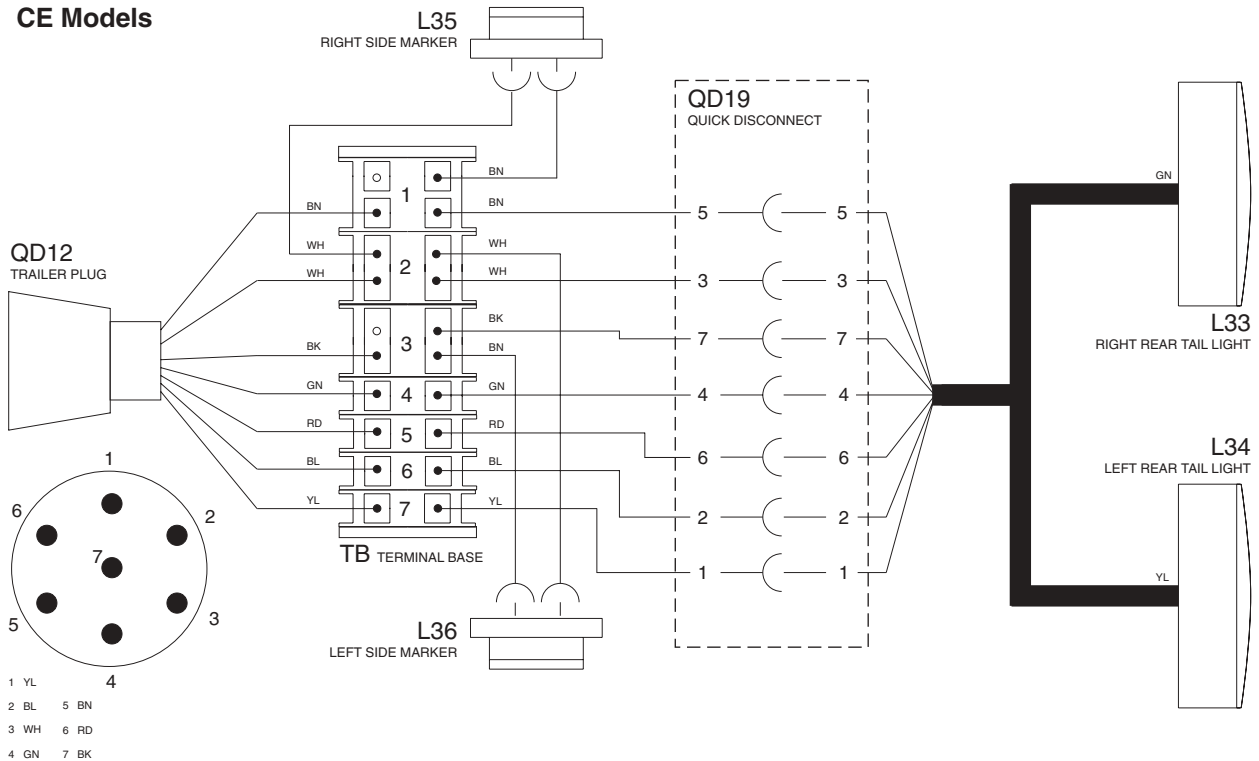 CE Models
L35
RIGHT SIDE MARKER
QD19
QUICK DISCONNECT
QD12
TRAILER PLUG
BN
BN
BN
WH
WH
WH
WH
BK
BK
BN
GN
GN
RD
RD
BL
BL
YL
YL
1
2
3
4
5
6
7
TB TERMINAL BASE
5 5
3 3
7 7
4 4
6 6
2 2
1 1
GN
L33
RIGHT REAR TAIL LIGHT
L34
LEFT REAR TAIL LIGHT
YL
L36
LEFT SIDE MARKER
1
6
2
7
5
3
4
1 YL
2 BL 5 BN
3 WH 6 RD
4 GN 7 BK